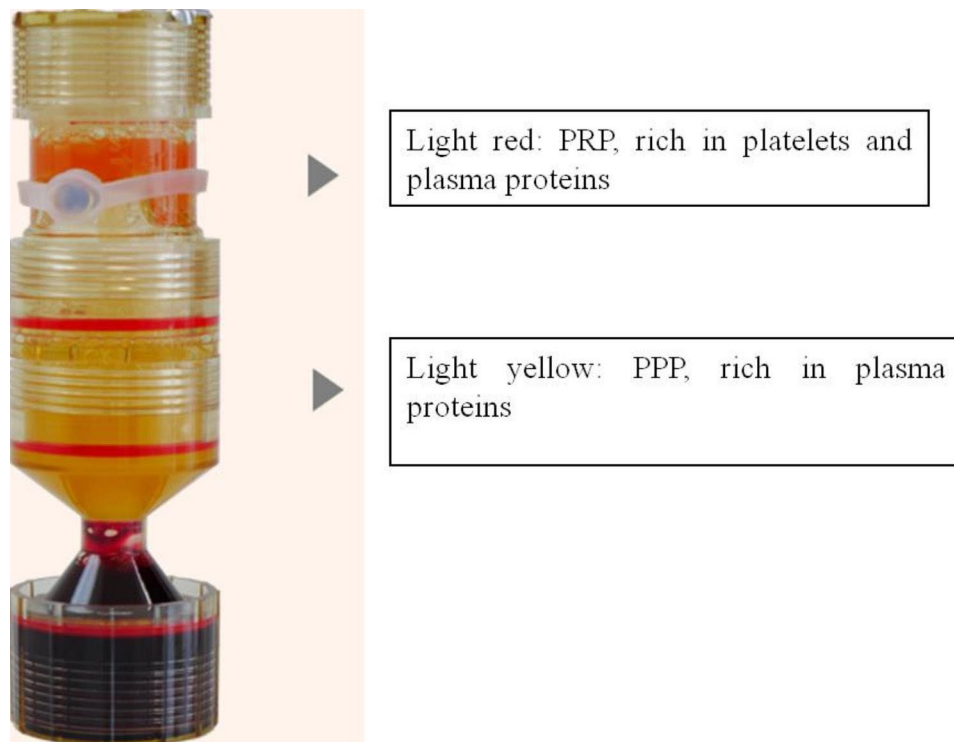 Light red: PRP, rich in platelets and
plasma proteins
Light yellow: PPP, rich in plasma
proteins